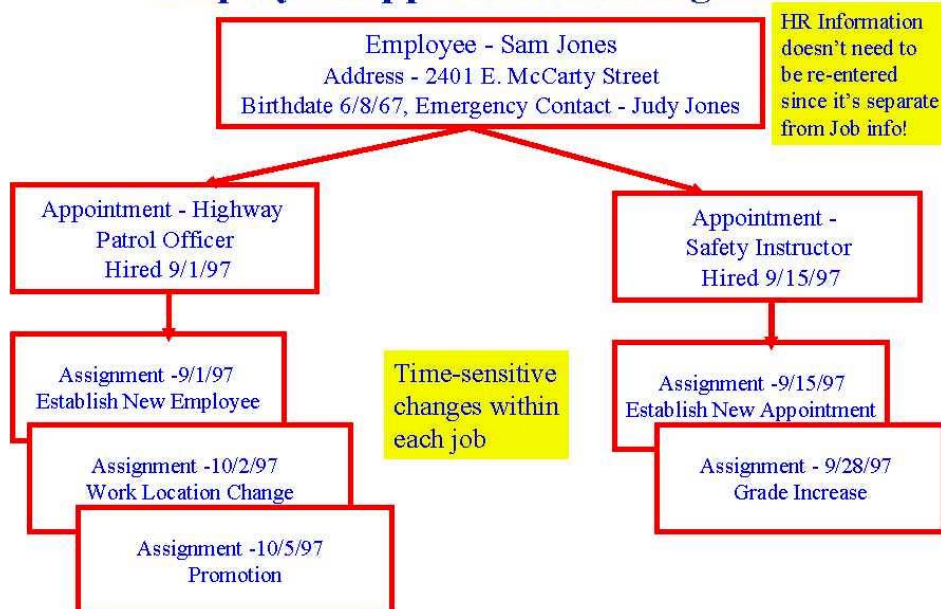 Employee - Sam Jones
Address - 2401 E. McCarty Street
Birthdate 6/8/67, Emergency Contact - Judy Jones
HR Information
doesn't need to
be re-entered
since it's separate
from Job info!
Appointment - Highway
Patrol Officer
Hired 9/1/97
Appointment -
Safety Instructor
Hired 9/15/97
Assignment -9/1/97
Establish New Employee
Assignment -10/2/97
Work Location Change
Assignment -10/5/97
Promotion
Time-sensitive
changes within
each job
Assignment -9/15/97
Establish New Appointment
Assignment - 9/28/97
Grade Increase